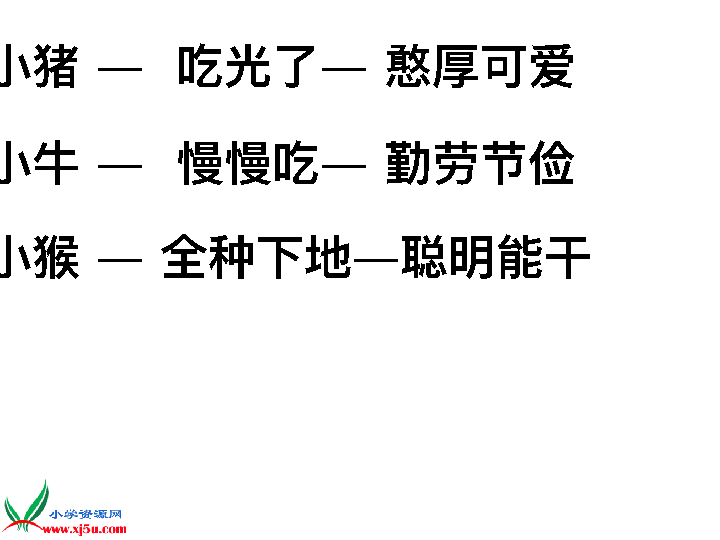 小猪 — 吃光了— 憨厚可爱
小牛 — 慢慢吃— 勤劳节俭
小猴 — 全种下地—聪明能干
小学资源网
www.xj5u.com